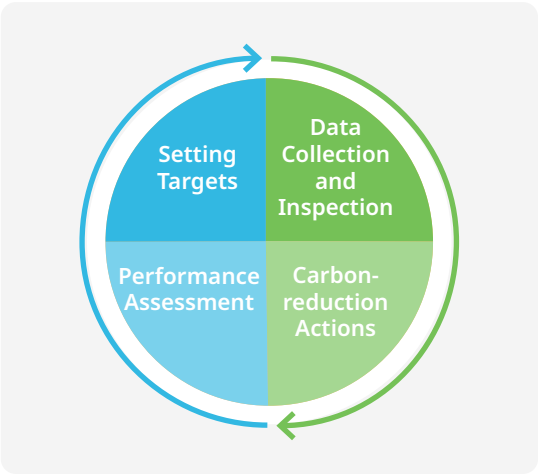 Setting
Targets
Data
Collection
and
Inspection
Performance
Assessment
Carbon-
reduction
Actions